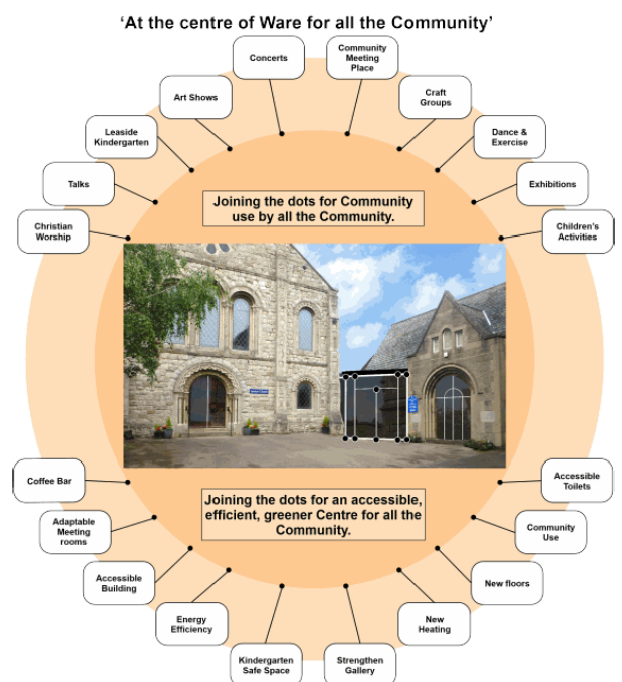 'At the centre of Ware for all the Community'
Concerts
Community
Meeting
Place
Art Shows
Craft
Groups
Leaside
Kindergarten
Dance &
Exercise
Talks
Exhibitions
Christian
Worship
Children's
Activities
Joining the dots for Community
use by all the Community.
Joining the dots for an accessible,
efficient, greener Centre for all the
Community.
Coffee Bar
Accessible
Toilets
Adaptable
Meeting
rooms
Community
Use
Accessible
Building
New floors
Energy
Efficiency
New
Heating
Kindergarten
Safe Space
Strengthen
Gallery